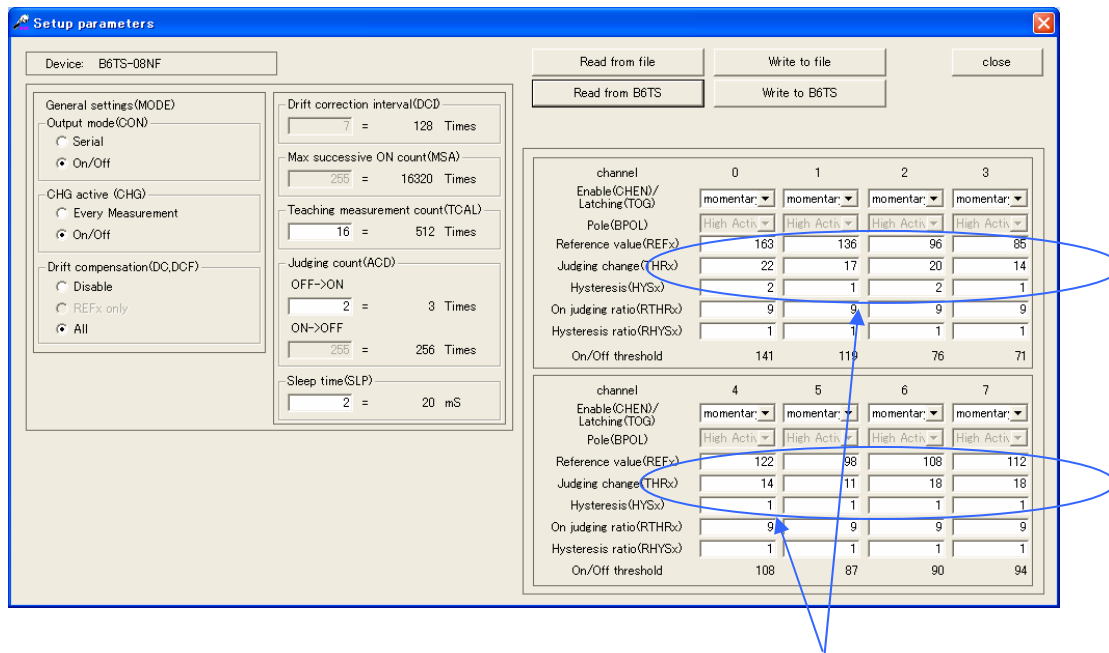 Setup parameters
Device: B6TS-08NF
Read from file
Write to file
close
Read from B6TS
Write to B6TS
General settings(MODE)
Output mode(CON)
Serial
On/Off
CHG active (CHG)
Every Measurement
On/Off
Drift compensation(DC,DCF)
Disable
REFx only
All
Drift correction interval(DCI)
7 = 128 Times
Max successive ON count(MSA)
255 = 16320 Times
Teaching measurement count(TCAL)
16 = 512 Times
Judging count(ACD)
OFF->ON
2 = 3 Times
ON->OFF
255 = 256 Times
Sleep time(SLP)
2 = 20 mS
channel 0 1 2 3
Enable(CHEN)/
Latching(TOG) momentar momentar momentar momentar
Pole(BPOL) High Activ High Activ High Activ High Activ
Reference value(REFx) 163 136 96 85
Judging change(THRx) 22 17 20 14
Hysteresis(HYSx) 2 1 2 1
On judging ratio(RTHRx) 9 9 9 9
Hysteresis ratio(RHYSx) 1 1 1 1
On/Off threshold 141 119 76 71
channel 4 5 6 7
Enable(CHEN)/
Latching(TOG) momentar momentar momentar momentar
Pole(BPOL) High Activ High Activ High Activ High Activ
Reference value(REFx) 122 98 108 112
Judging change(THRx) 14 11 18 18
Hysteresis(HYSx) 1 1 1 1
On judging ratio(RTHRx) 9 9 9 9
Hysteresis ratio(RHYSx) 1 1 1 1
On/Off threshold 108 87 90 94